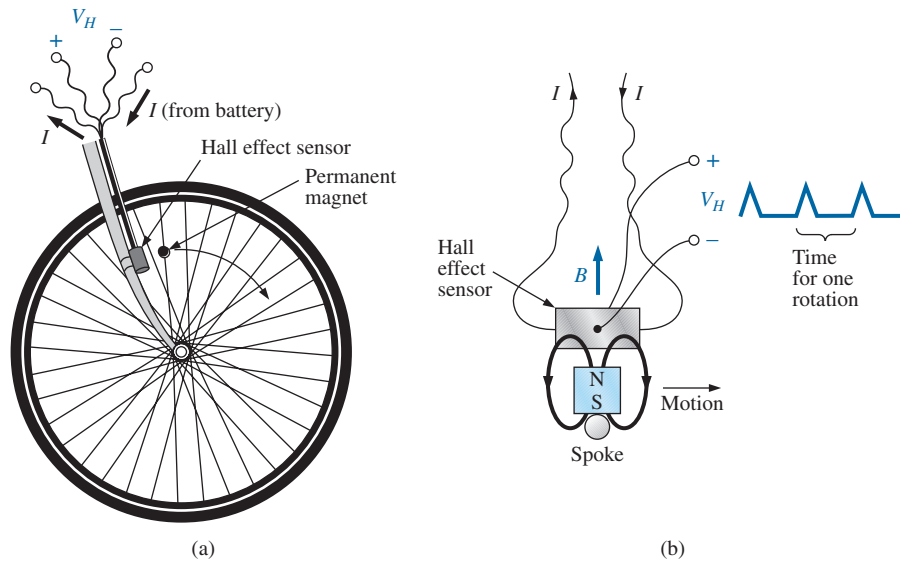 V_H
+ −
I (from battery)
I
Hall effect sensor
Permanent
magnet
(a)
I I
+
V_H
−
Hall
effect
sensor
B
Time
for one
rotation
N
S
Motion
Spoke
(b)